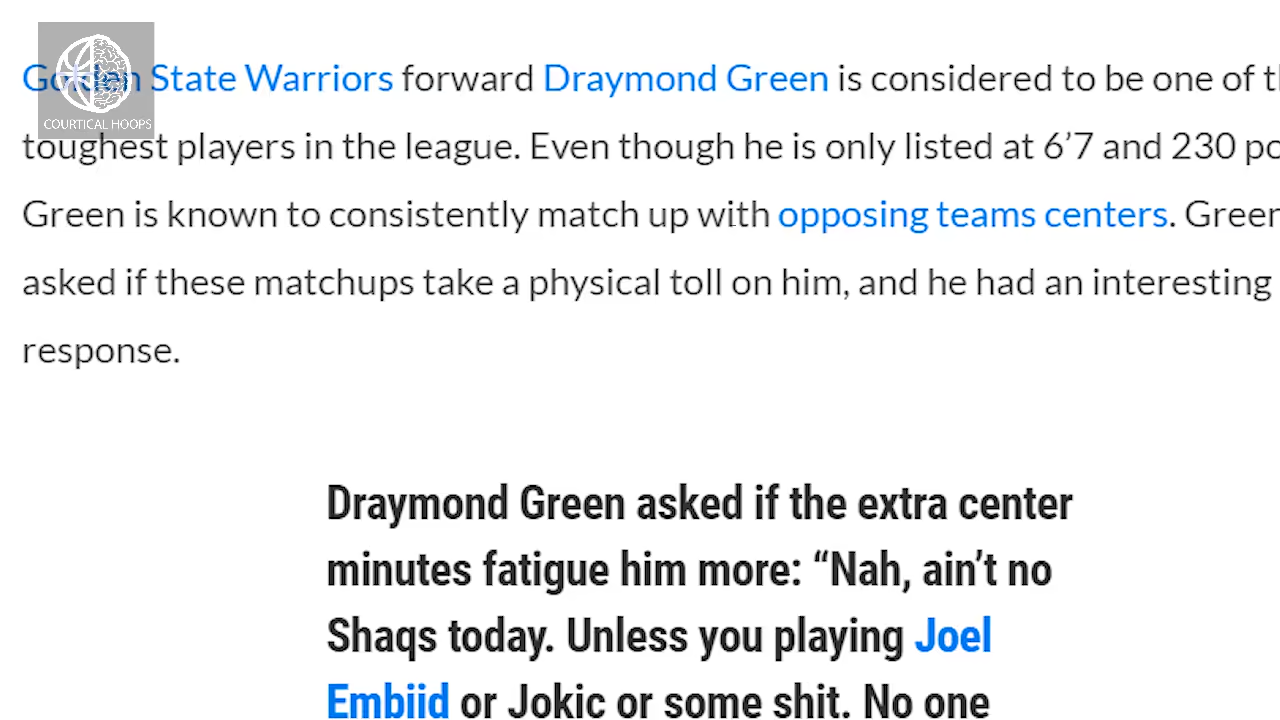 COURTICAL HOOPS
Golden State Warriors forward Draymond Green is considered to be one of
toughest players in the league. Even though he is only listed at 6’7 and 230
Green is known to consistently match up with opposing teams centers. Green
asked if these matchups take a physical toll on him, and he had an interesting
response.
Draymond Green asked if the extra center
minutes fatigue him more: “Nah, ain’t no
Shaqs today. Unless you playing Joel
Embiid or Jokic or some shit. No one